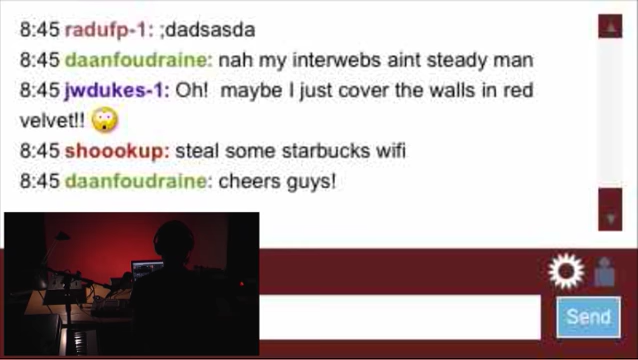 8:45 radufp-1: ;dadsasda
8:45 daanfoudraine: nah my interwebs aint steady man
8:45 jwdukes-1: Oh!  maybe I just cover the walls in red
velvet!!
8:45 shoookup: steal some starbucks wifi
8:45 daanfoudraine: cheers guys!
Send